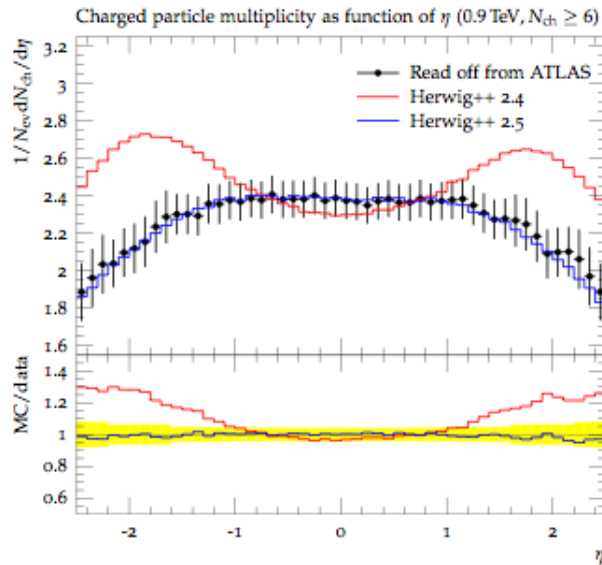 Charged particle multiplicity as function of η (0.9 TeV, N_ch ≥ 6)
1/N_ev dN_ch/dη
3.2
3
2.8
2.6
2.4
2.2
2
1.8
1.6
Read off from ATLAS
Herwig++ 2.4
Herwig++ 2.5
MC/data
1.4
1.2
1
0.8
0.6
-2 -1 0 1 2
η